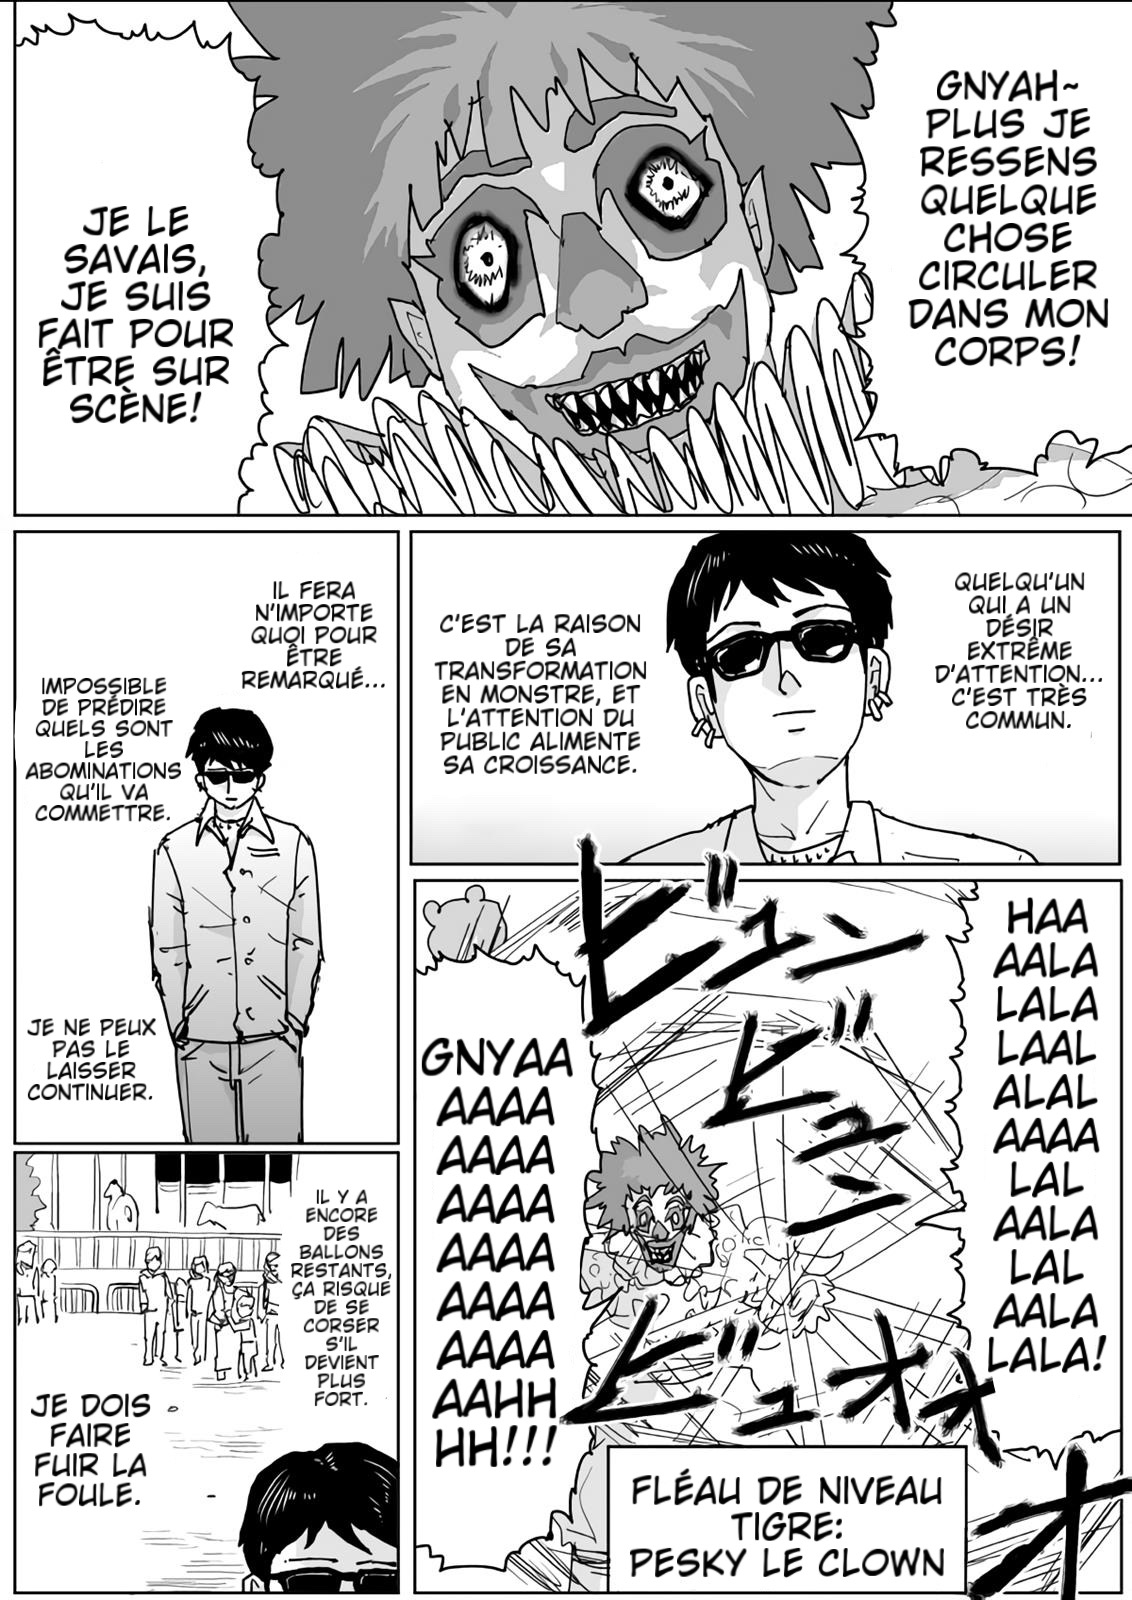 GNYAH~
PLUS JE
RESSENS
QUELQUE
CHOSE
CIRCULER
DANS MON
CORPS!
JE LE
SAVAIS,
JE SUIS
FAIT POUR
ÊTRE SUR
SCÈNE!
QUELQU'UN
QUI A UN
DÉSIR
EXTRÊME
D'ATTENTION...
C'EST TRÈS
COMMUN.
C'EST LA RAISON
DE SA
TRANSFORMATION
EN MONSTRE, ET
L'ATTENTION DU
PUBLIC ALIMENTE
SA CROISSANCE.
IL FERA
N'IMPORTE
QUOI POUR
ÊTRE
REMARQUÉ...
IMPOSSIBLE
DE PRÉDIRE
QUELS SONT
LES
ABOMINATIONS
QU'IL VA
COMMETTRE.
JE NE PEUX
PAS LE
LAISSER
CONTINUER.
HAA
AALA
LALA
LAAL
ALAL
AAAA
LAL
AALA
LAL
AALA
LALA!
ビュン
ビュン
ビュオオオ
GNYAA
AAAA
AAAA
AAAA
AAAA
AAAA
AAAA
AAHH
HH!!!
FLÉAU DE NIVEAU
TIGRE:
PESKY LE CLOWN
IL Y A
ENCORE
DES
BALLONS
RESTANTS,
ÇA RISQUE
DE SE
CORSER
S'IL
DEVIENT
PLUS
FORT.
JE DOIS
FAIRE
FUIR LA
FOULE.